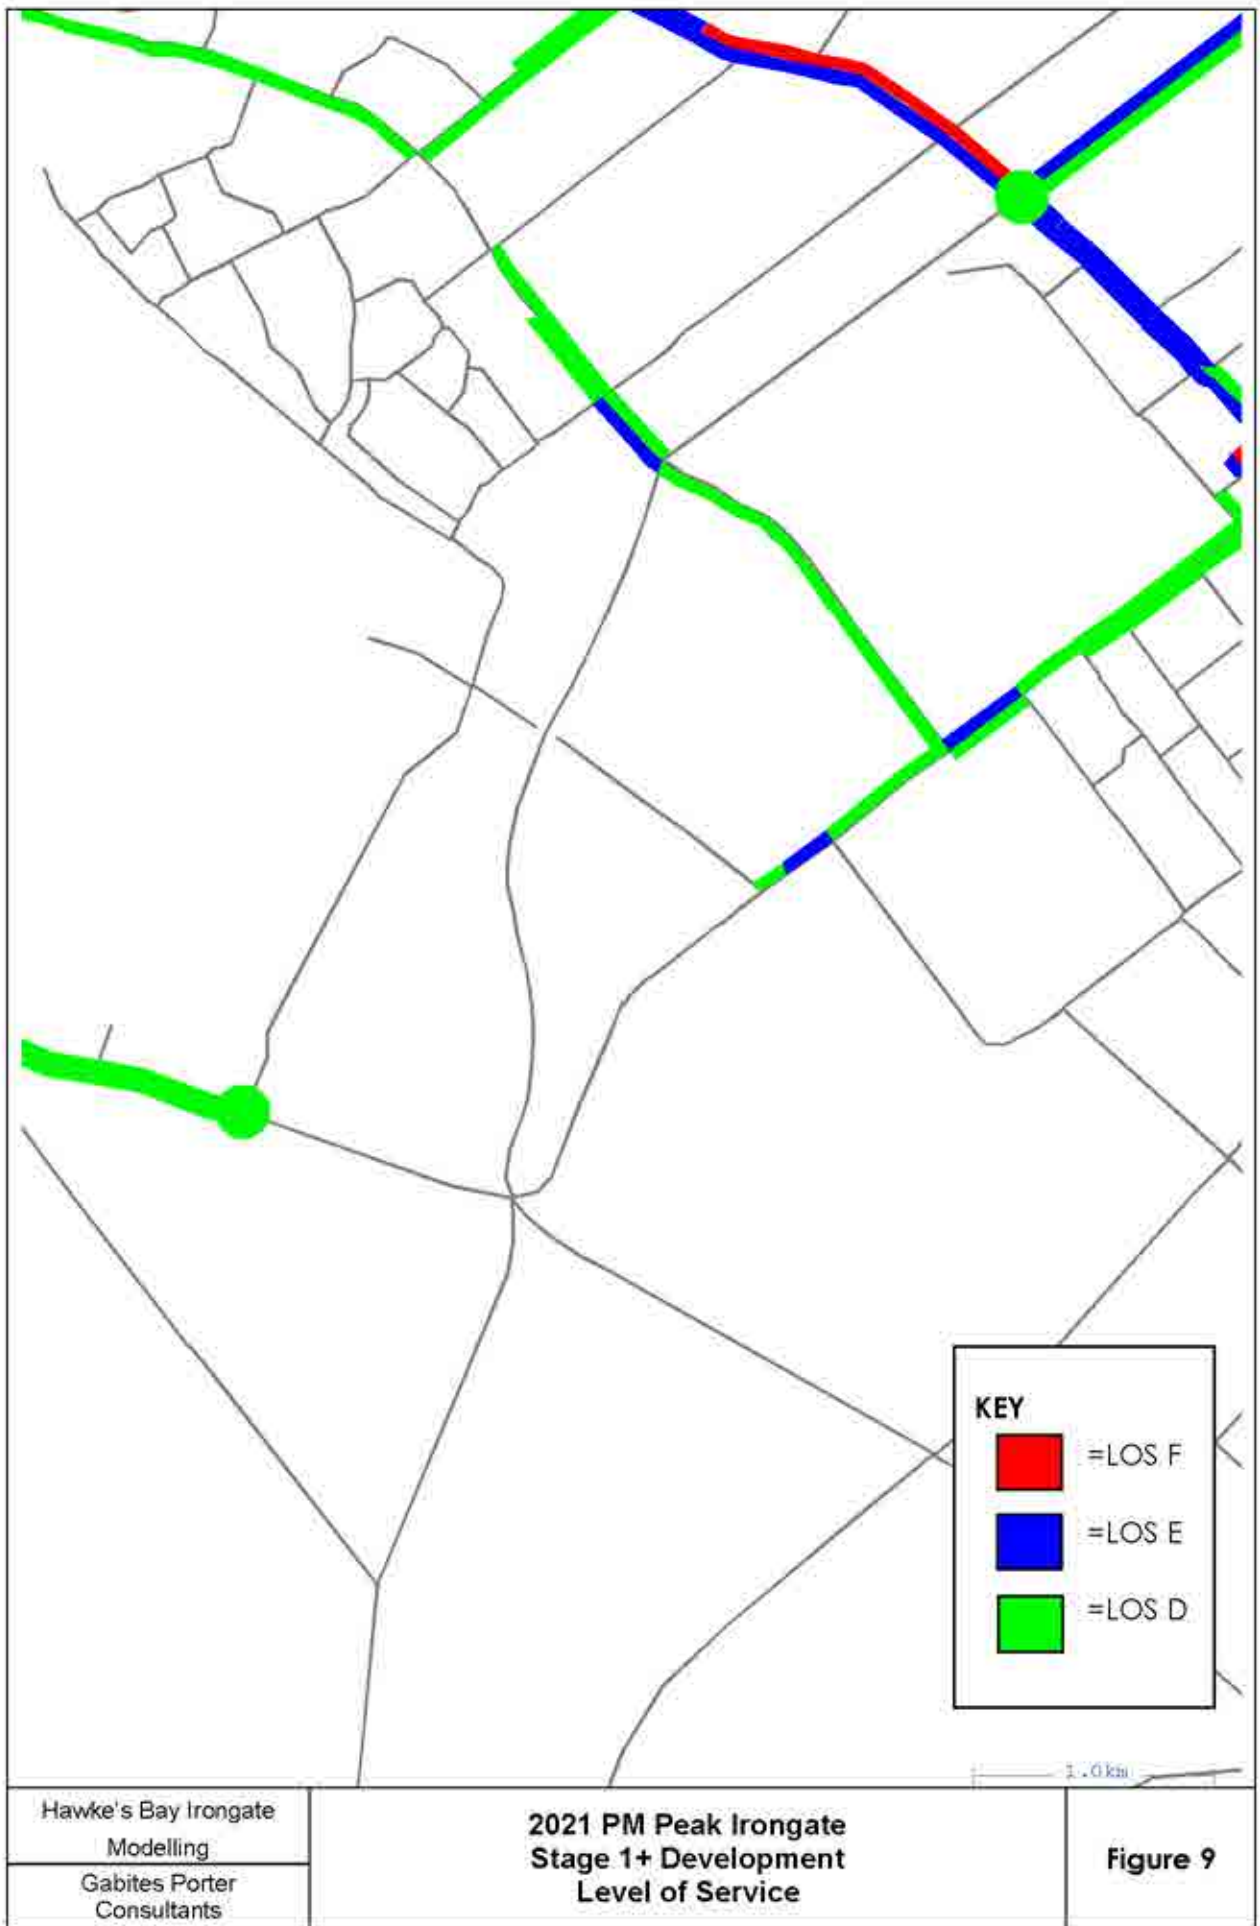 KEY
=LOS F
=LOS E
=LOS D
1.0km
Hawke's Bay Irongate
Modelling
Gabites Porter
Consultants
2021 PM Peak Irongate
Stage 1+ Development
Level of Service
Figure 9